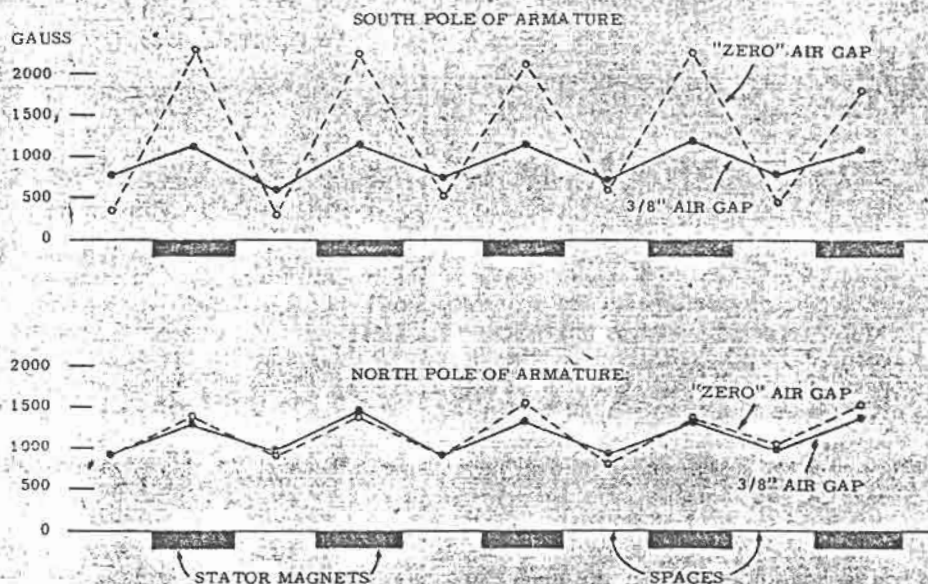 SOUTH POLE OF ARMATURE
GAUSS
"ZERO" AIR GAP
2000
1500
1000
500
3/8" AIR GAP
0
2000
NORTH POLE OF ARMATURE
"ZERO" AIR GAP
1500
1000
500
3/8" AIR GAP
0
STATOR MAGNETS
SPACES